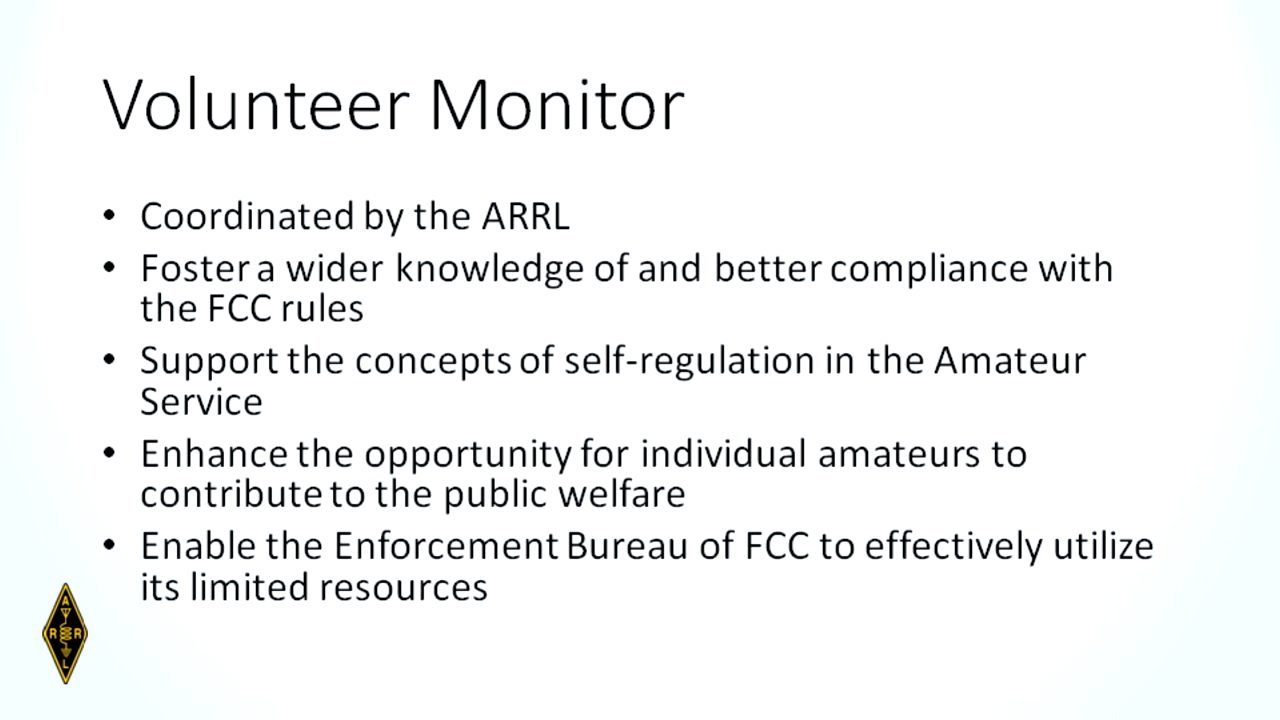 Volunteer Monitor
• Coordinated by the ARRL
• Foster a wider knowledge of and better compliance with
the FCC rules
• Support the concepts of self-regulation in the Amateur
Service
• Enhance the opportunity for individual amateurs to
contribute to the public welfare
• Enable the Enforcement Bureau of FCC to effectively utilize
its limited resources
A
R R
L